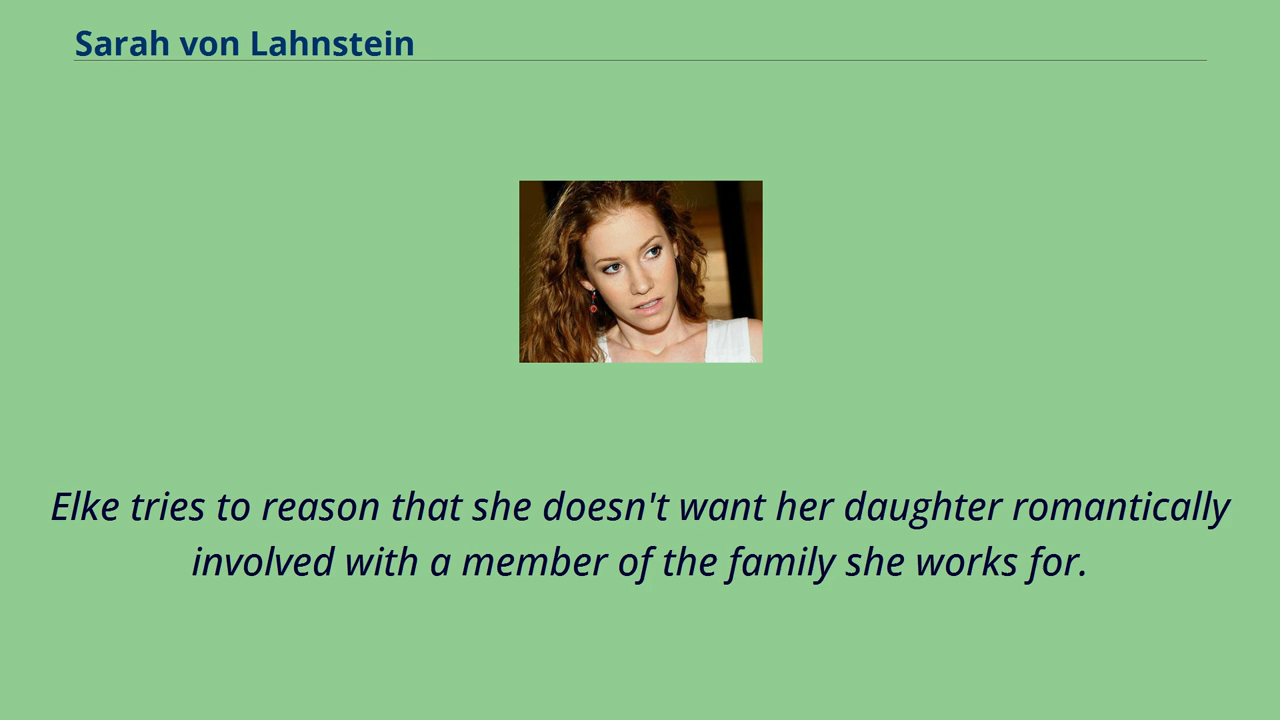 Sarah von Lahnstein
Elke tries to reason that she doesn't want her daughter romantically
involved with a member of the family she works for.